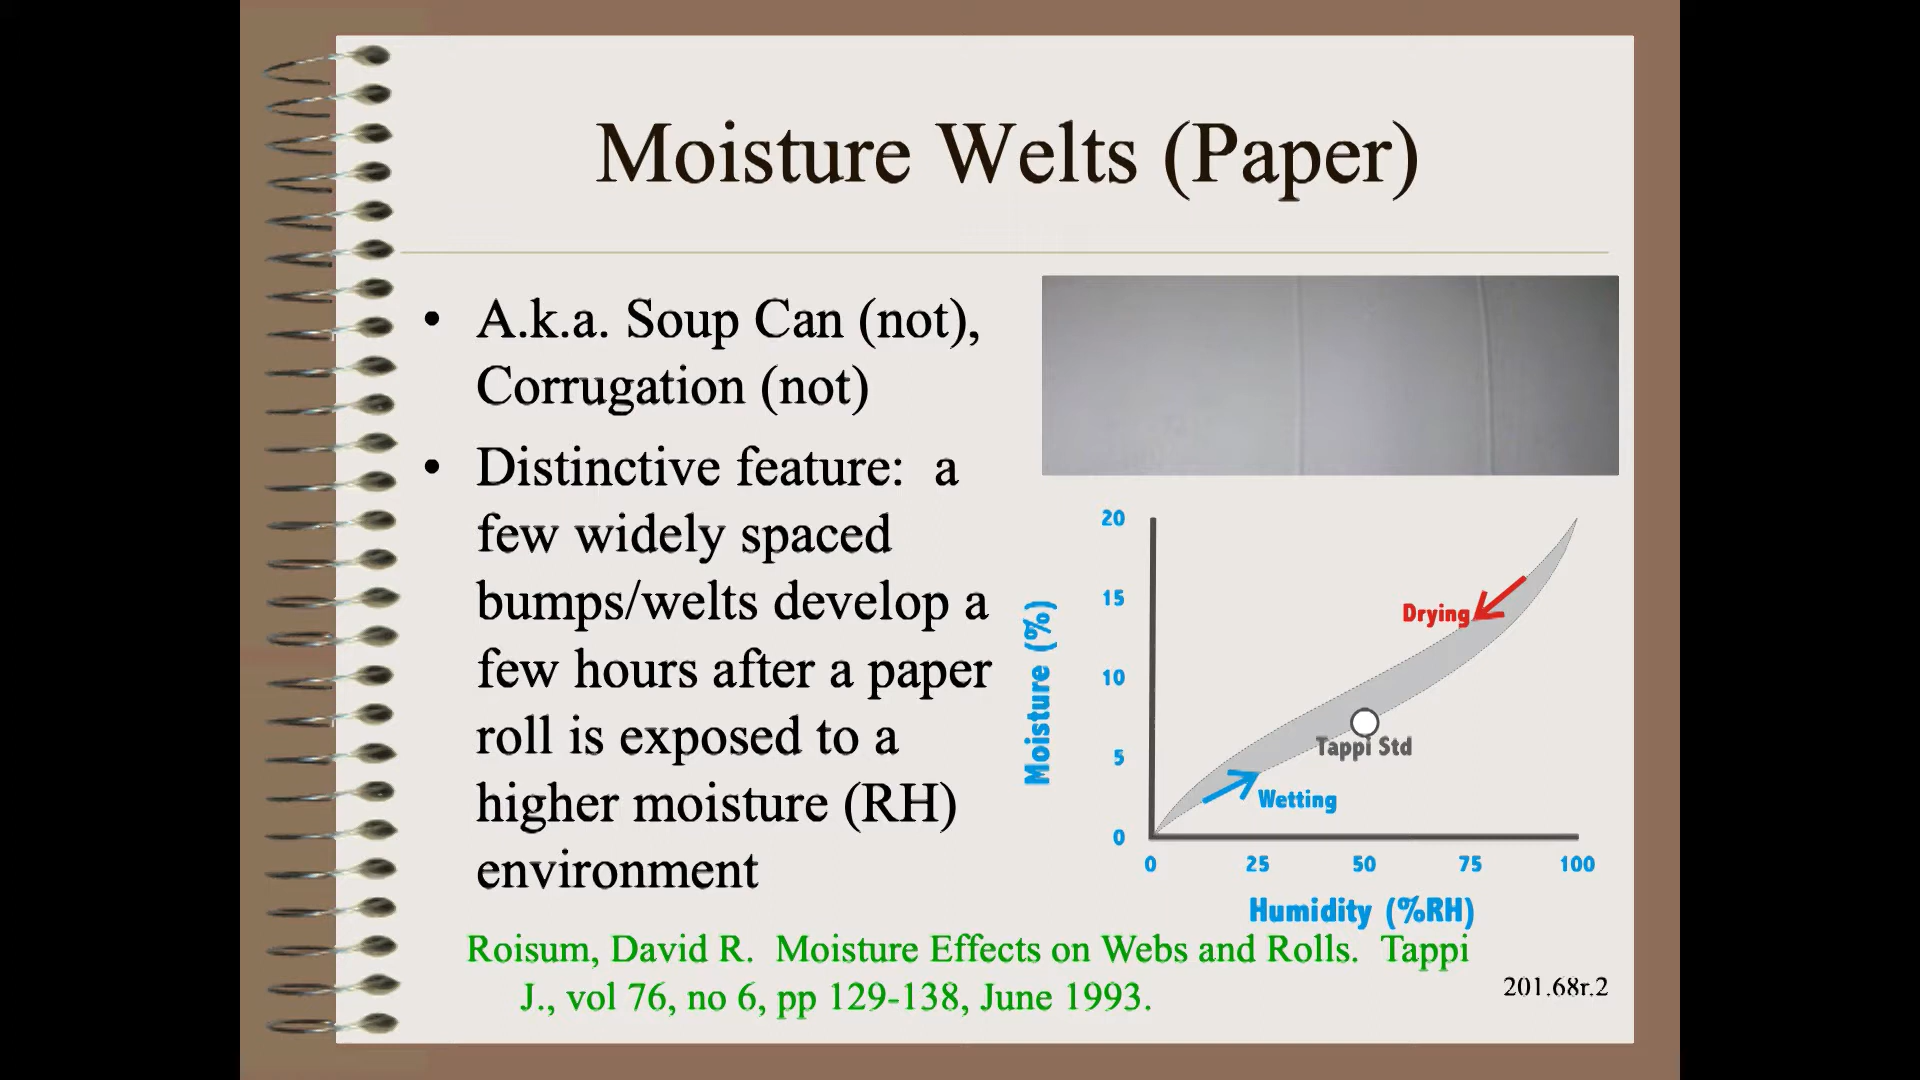 Moisture Welts (Paper)
• A.k.a. Soup Can (not),
Corrugation (not)
• Distinctive feature: a
few widely spaced
bumps/welts develop a
few hours after a paper
roll is exposed to a
higher moisture (RH)
environment
20
15
10
5
0
Moisture (%)
Drying
Tappi Std
Wetting
0 25 50 75 100
Humidity (%RH)
Roisum, David R. Moisture Effects on Webs and Rolls. Tappi
J., vol 76, no 6, pp 129-138, June 1993.
201.68r.2